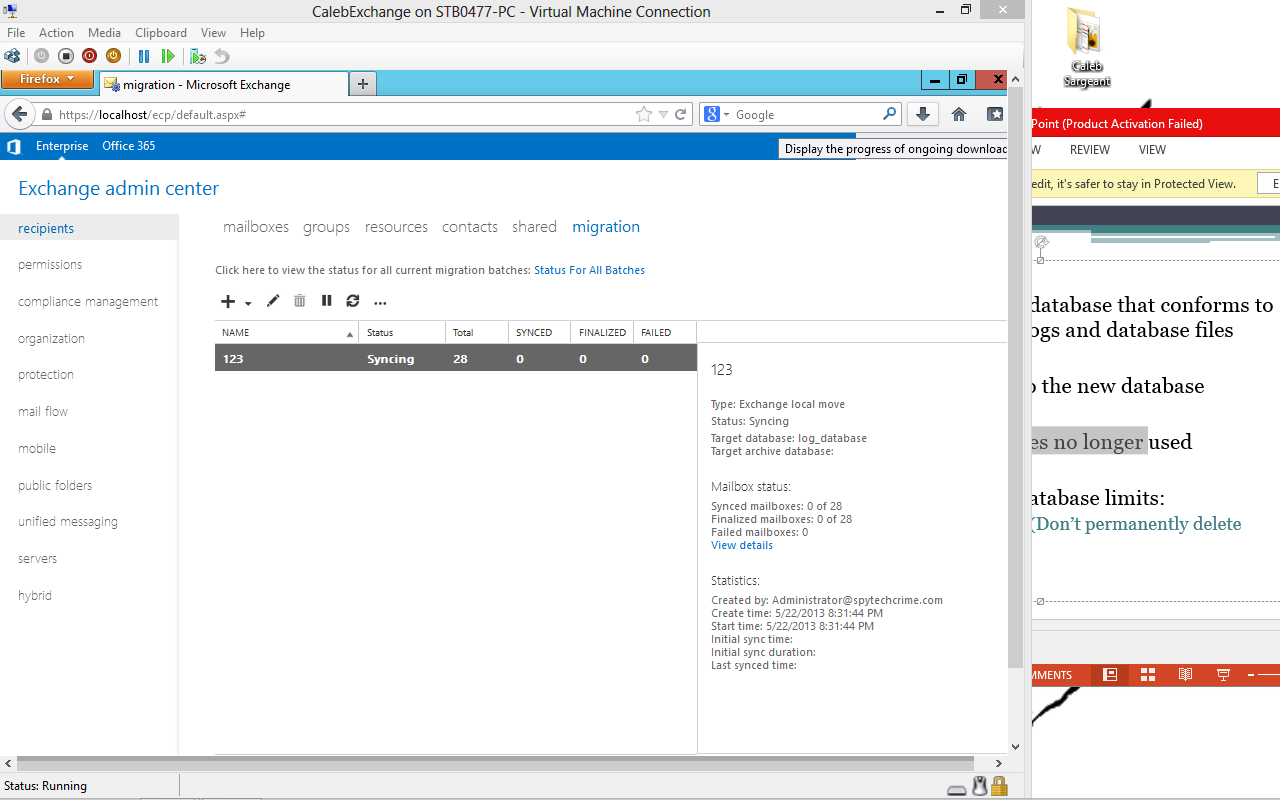 CalebExchange on STB0477-PC - Virtual Machine Connection
File Action Media Clipboard View Help
Firefox
migration - Microsoft Exchange
https://localhost/ecp/default.aspx#
Google
Enterprise Office 365
Display the progress of ongoing download
Exchange admin center
recipients
permissions
compliance management
organization
protection
mail flow
mobile
public folders
unified messaging
servers
hybrid
mailboxes groups resources contacts shared migration
Click here to view the status for all current migration batches: Status For All Batches
NAME Status Total SYNCED FINALIZED FAILED
123 Syncing 28 0 0 0
123
Type: Exchange local move
Status: Syncing
Target database: log_database
Target archive database:
Mailbox status:
Synced mailboxes: 0 of 28
Finalized mailboxes: 0 of 28
Failed mailboxes: 0
View details
Statistics:
Created by: Administrator@spytechcrime.com
Create time: 5/22/2013 8:31:44 PM
Start time: 5/22/2013 8:31:44 PM
Initial sync time:
Initial sync duration:
Last synced time:
Status: Running
Caleb
Sargeant
Point (Product Activation Failed)
W REVIEW VIEW
edit, it's safer to stay in Protected View. E
database that conforms to
ogs and database files
o the new database
es no longer used
atabase limits:
(Don't permanently delete
MMENTS